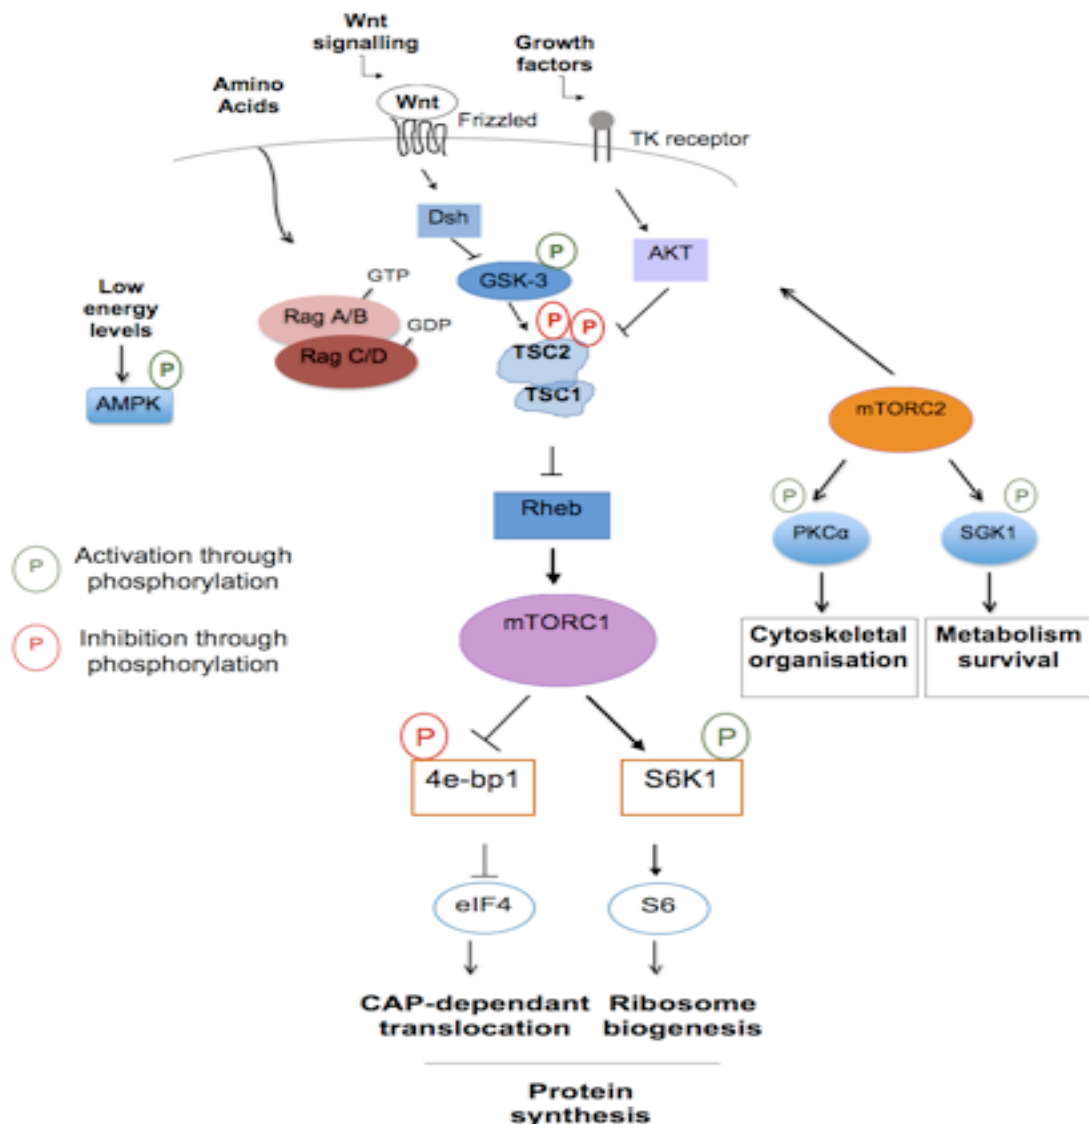 Wnt
signalling
Growth
factors
Amino
Acids
Wnt
Frizzled
TK receptor
Dsh
P
AKT
GSK-3
GTP
Low
energy
levels
Rag A/B
GDP
P
P
TSC2
Rag C/D
P
AMPK
TSC1
mTORC2
Rheb
P
P
PKCα
SGK1
P
Activation through
phosphorylation
P
Inhibition through
phosphorylation
mTORC1
Cytoskeletal
organisation
Metabolism
survival
P
P
4e-bp1
S6K1
eIF4
S6
CAP-dependant
translocation
Ribosome
biogenesis
Protein
synthesis